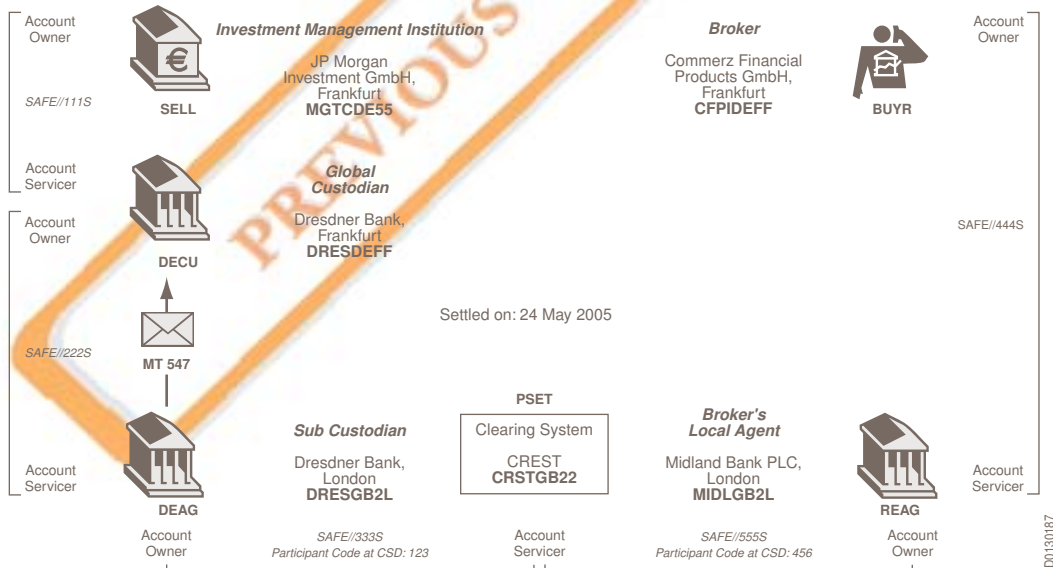 Account
Owner
SAFE//111S
SELL
Investment Management Institution
JP Morgan
Investment GmbH,
Frankfurt
MGTCDE55
Broker
Commerz Financial
Products GmbH,
Frankfurt
CFPIDEFF
BUYR
Account
Owner
PREVIOUS
Account
Servicer
Account
Owner
DECU
Global
Custodian
Dresdner Bank,
Frankfurt
DRESDEFF
SAFE//444S
Settled on: 24 May 2005
SAFE//222S
MT 547
Account
Servicer
DEAG
Sub Custodian
Dresdner Bank,
London
DRESGB2L
PSET
Clearing System
CREST
CRSTGB22
Broker's
Local Agent
Midland Bank PLC,
London
MIDLGB2L
REAG
Account
Servicer
Account
Owner
SAFE//333S
Participant Code at CSD: 123
Account
Servicer
SAFE//555S
Participant Code at CSD: 456
Account
Owner
D0130187